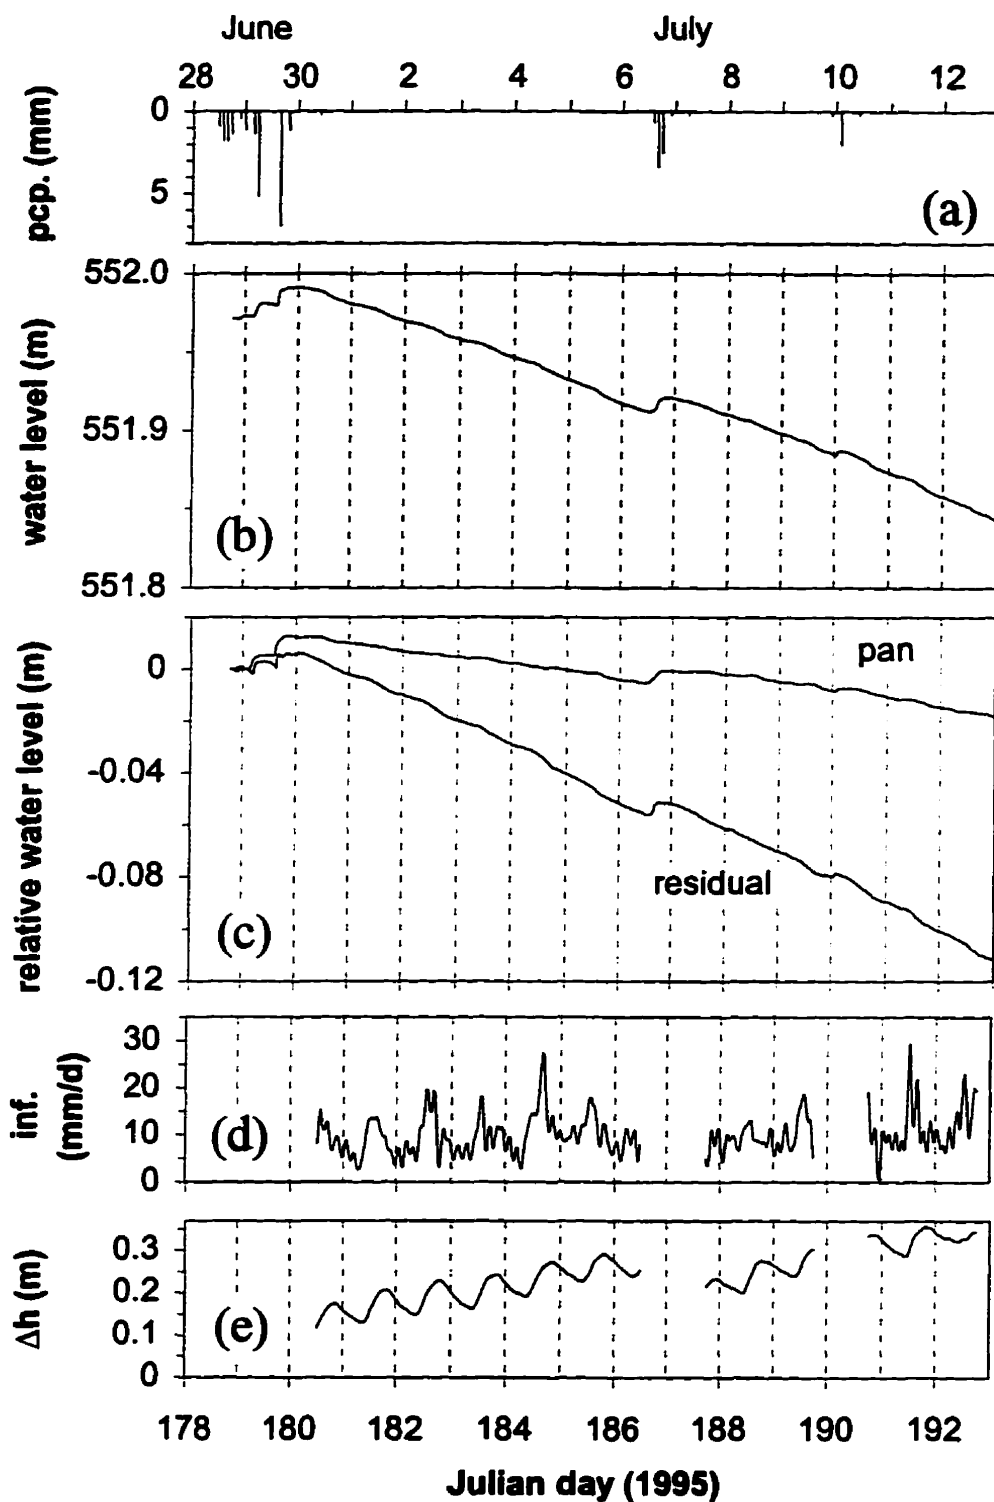 June July
28 30 2 4 6 8 10 12
0
5
pcp. (mm)
(a)
552.0
551.9
551.8
water level (m)
(b)
0
-0.04
-0.08
-0.12
relative water level (m)
pan
residual
(c)
30
20
10
0
inf.
(mm/d)
(d)
0.3
0.2
0.1
0
Δh (m)
(e)
178 180 182 184 186 188 190 192
Julian day (1995)